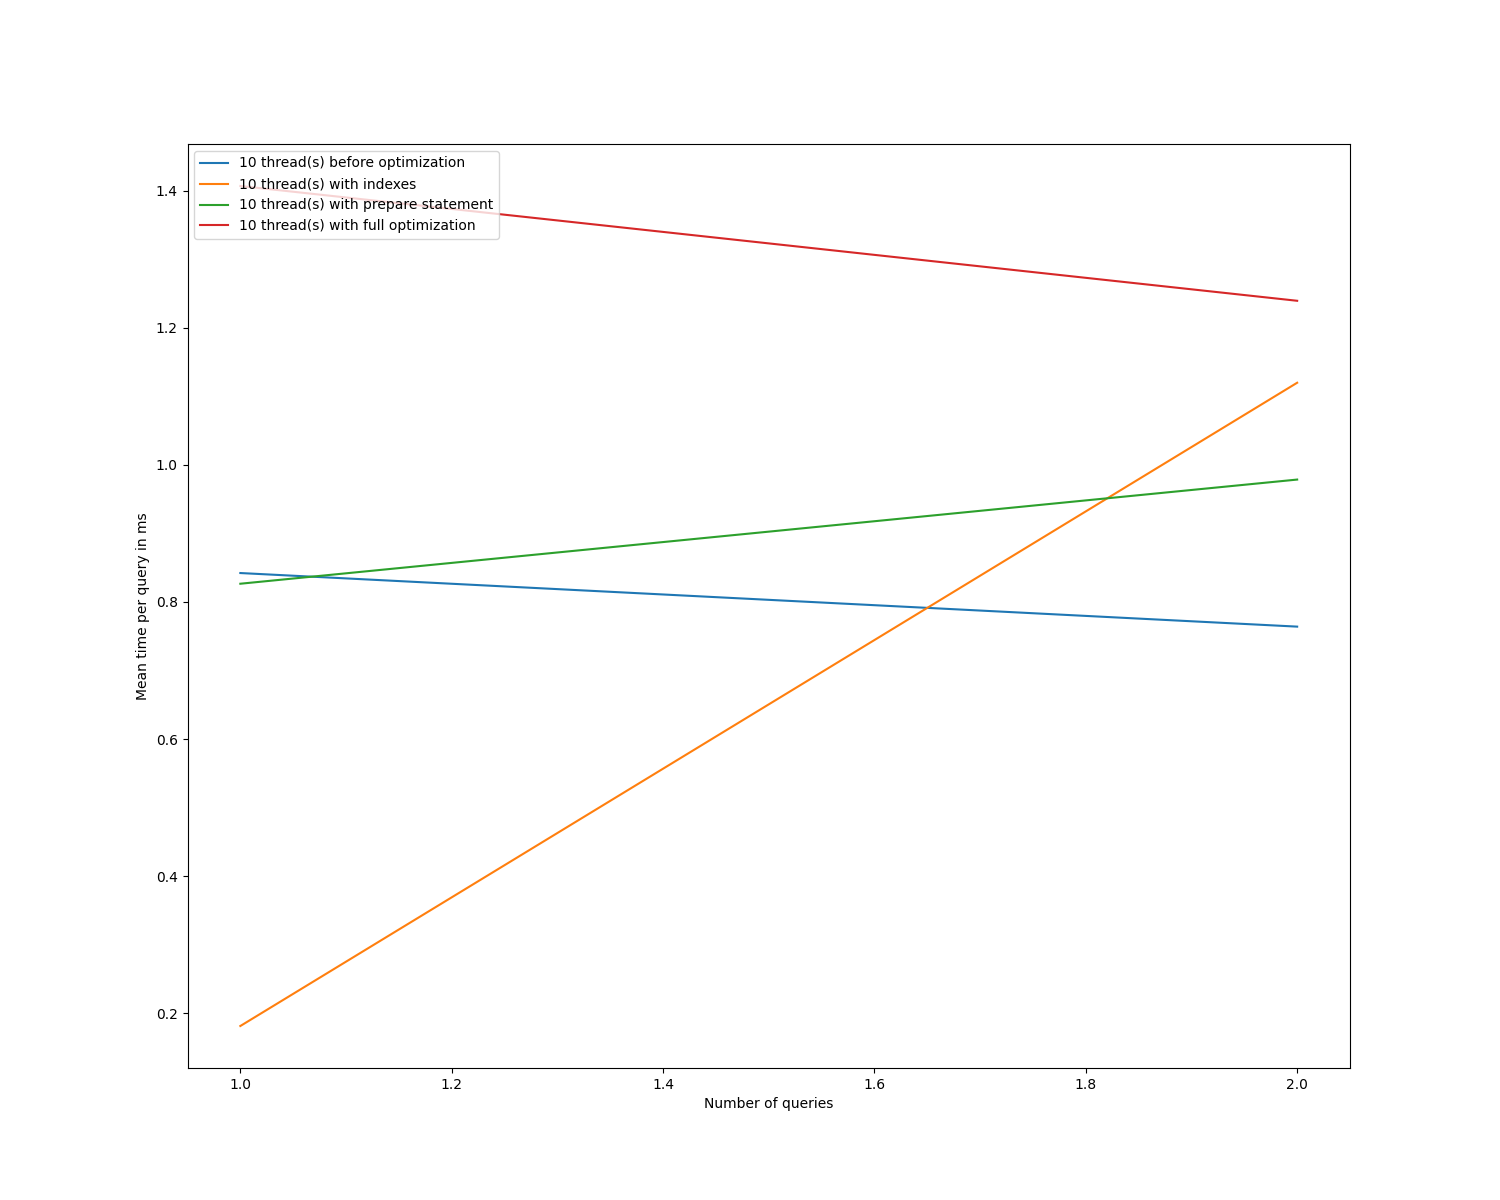 10 thread(s) before optimization
10 thread(s) with indexes
10 thread(s) with prepare statement
10 thread(s) with full optimization
1.4
1.2
1.0
0.8
0.6
0.4
0.2
Mean time per query in ms
1.0 1.2 1.4 1.6 1.8 2.0
Number of queries